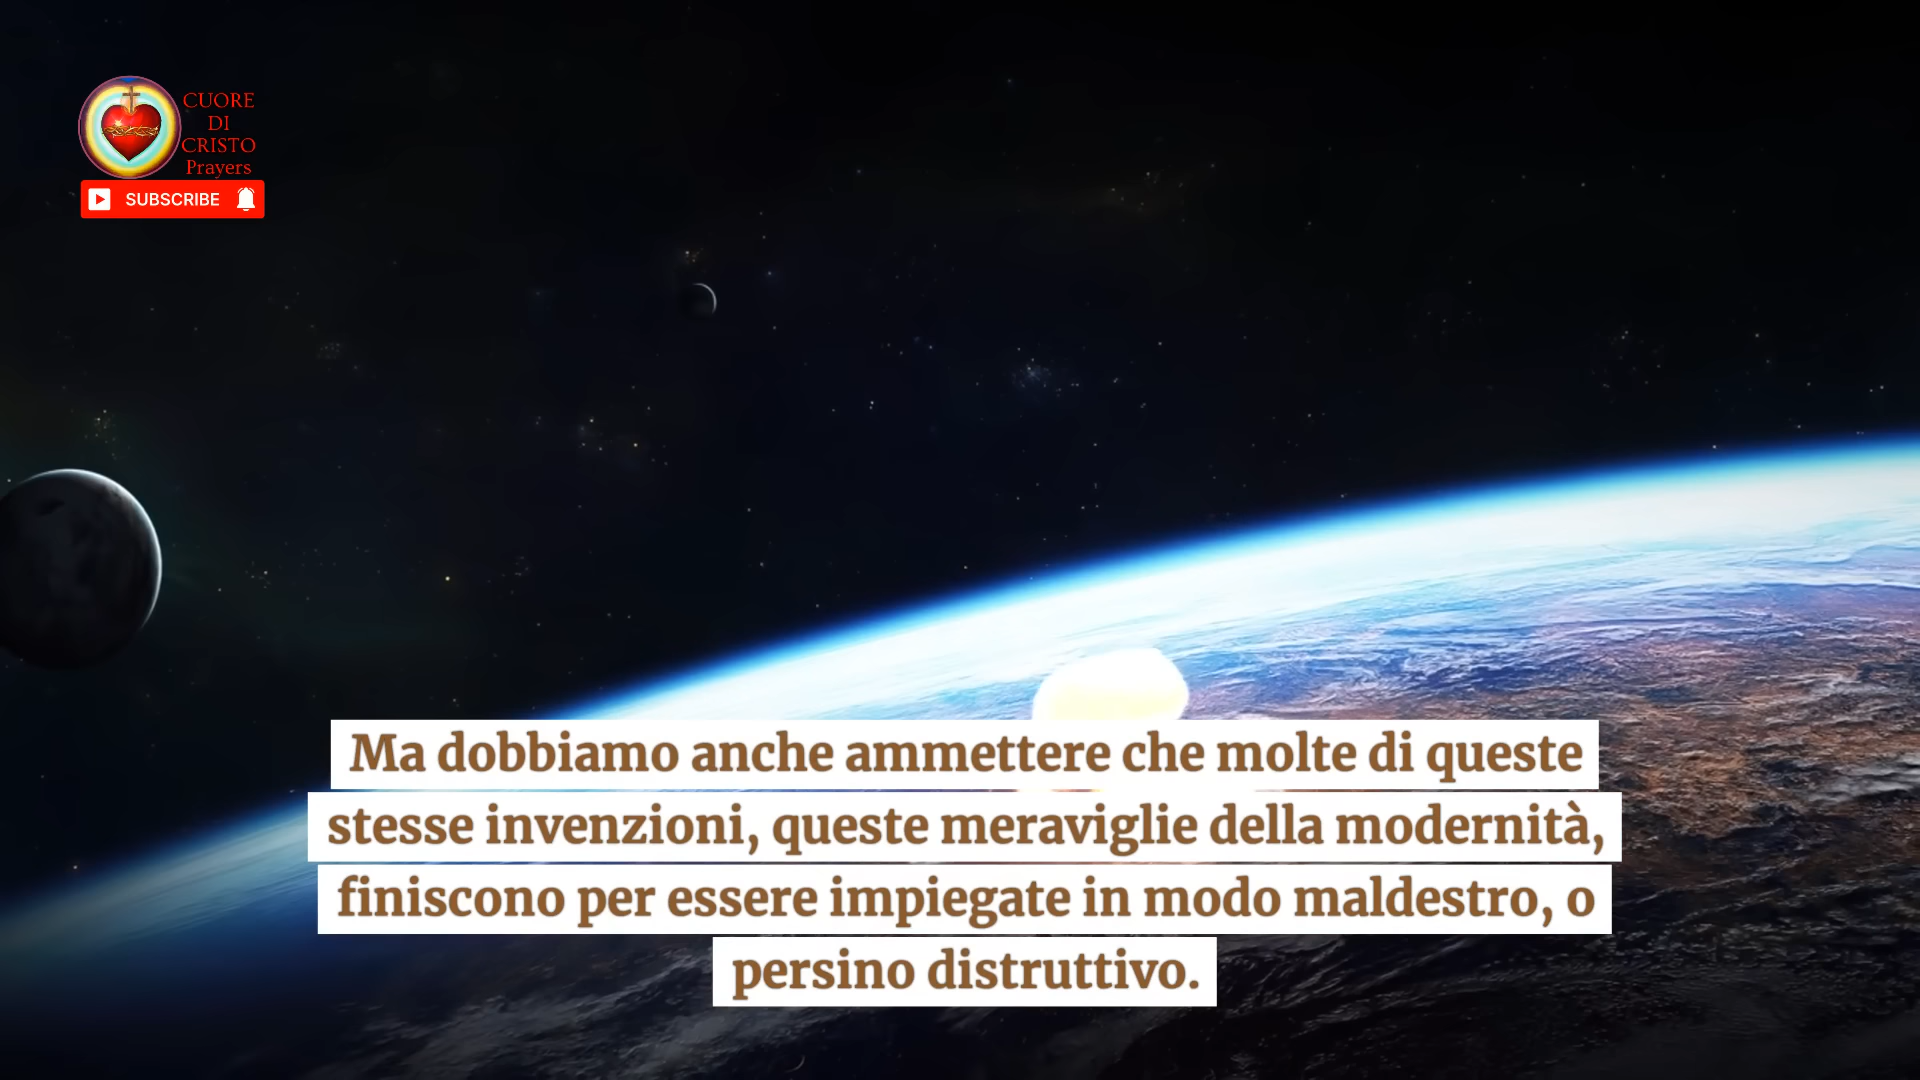 CUORE
DI
CRISTO
Prayers
SUBSCRIBE
Ma dobbiamo anche ammettere che molte di queste
stesse invenzioni, queste meraviglie della modernità,
finiscono per essere impiegate in modo maldestro, o
persino distruttivo.